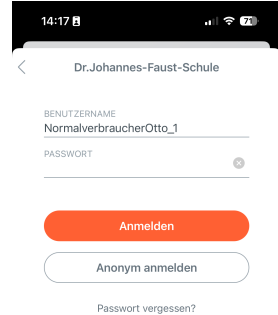 14:17
71
Dr.Johannes-Faust-Schule
BENUTZERNAME
NormalverbraucherOtto_1
PASSWORT
Anmelden
Anonym anmelden
Passwort vergessen?